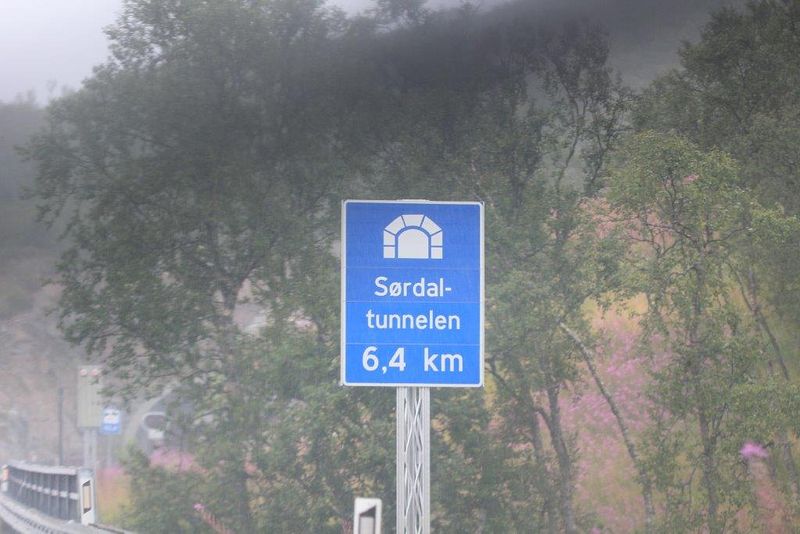 Sørdal-
tunnelen
6,4 km